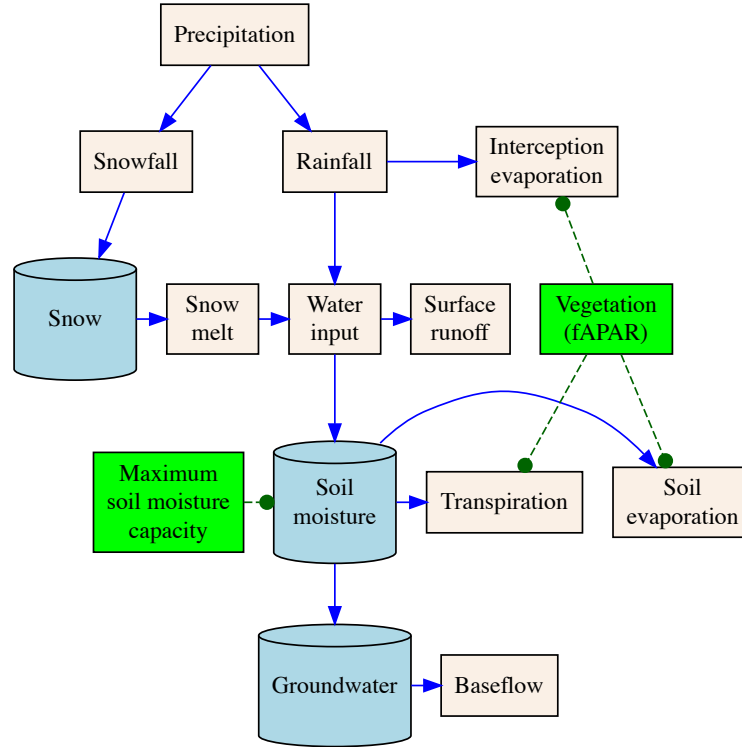 Precipitation
Snowfall
Rainfall
Interception
evaporation
Snow
Snow
melt
Water
input
Surface
runoff
Vegetation
(fAPAR)
Maximum
soil moisture
capacity
Soil
moisture
Transpiration
Soil
evaporation
Groundwater
Baseflow